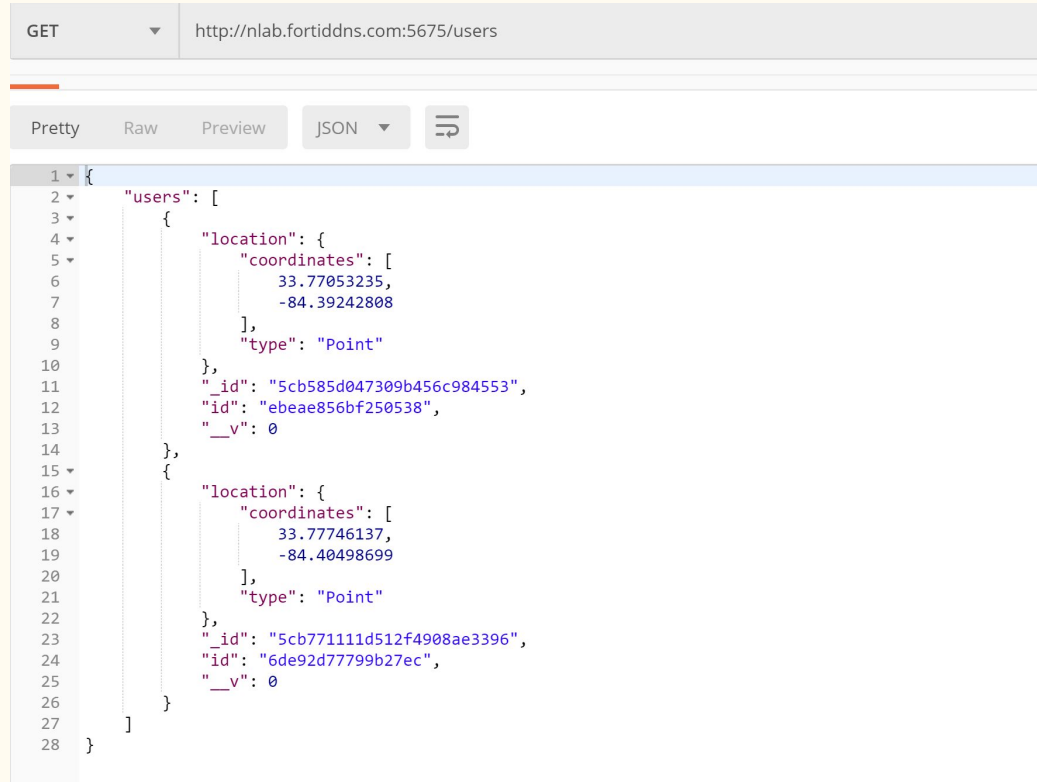 GET http://nlab.fortiddns.com:5675/users
Pretty Raw Preview JSON
1 {
2 "users": [
3 {
4 "location": {
5 "coordinates": [
6 33.77053235,
7 -84.39242808
8 ],
9 "type": "Point"
10 },
11 "_id": "5cb585d047309b456c984553",
12 "id": "ebeae856bf250538",
13 "__v": 0
14 },
15 {
16 "location": {
17 "coordinates": [
18 33.77746137,
19 -84.40498699
20 ],
21 "type": "Point"
22 },
23 "_id": "5cb771111d512f4908ae3396",
24 "id": "6de92d77799b27ec",
25 "__v": 0
26 }
27 ]
28 }